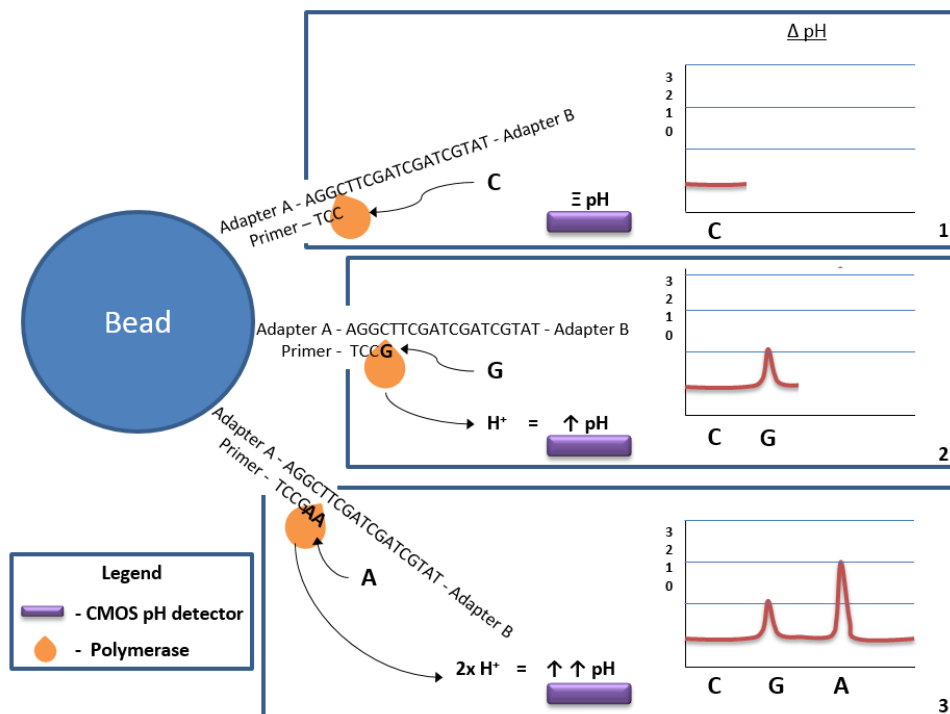 Δ pH
3
2
1
0
Adapter A - AGGCTTCGATCGATCGTAT - Adapter B
Primer – TCC
C
Ξ pH
C
1
Bead
3
2
1
0
Adapter A - AGGCTTCGATCGATCGTAT - Adapter B
Primer - TCCG
G
H⁺ = ↑ pH
C G
2
Adapter A - AGGCTTCGATCGATCGTAT - Adapter B
Primer - TCCGAA
A
3
2
1
0
2x H⁺ = ↑ ↑ pH
C G A
3
Legend
- CMOS pH detector
- Polymerase